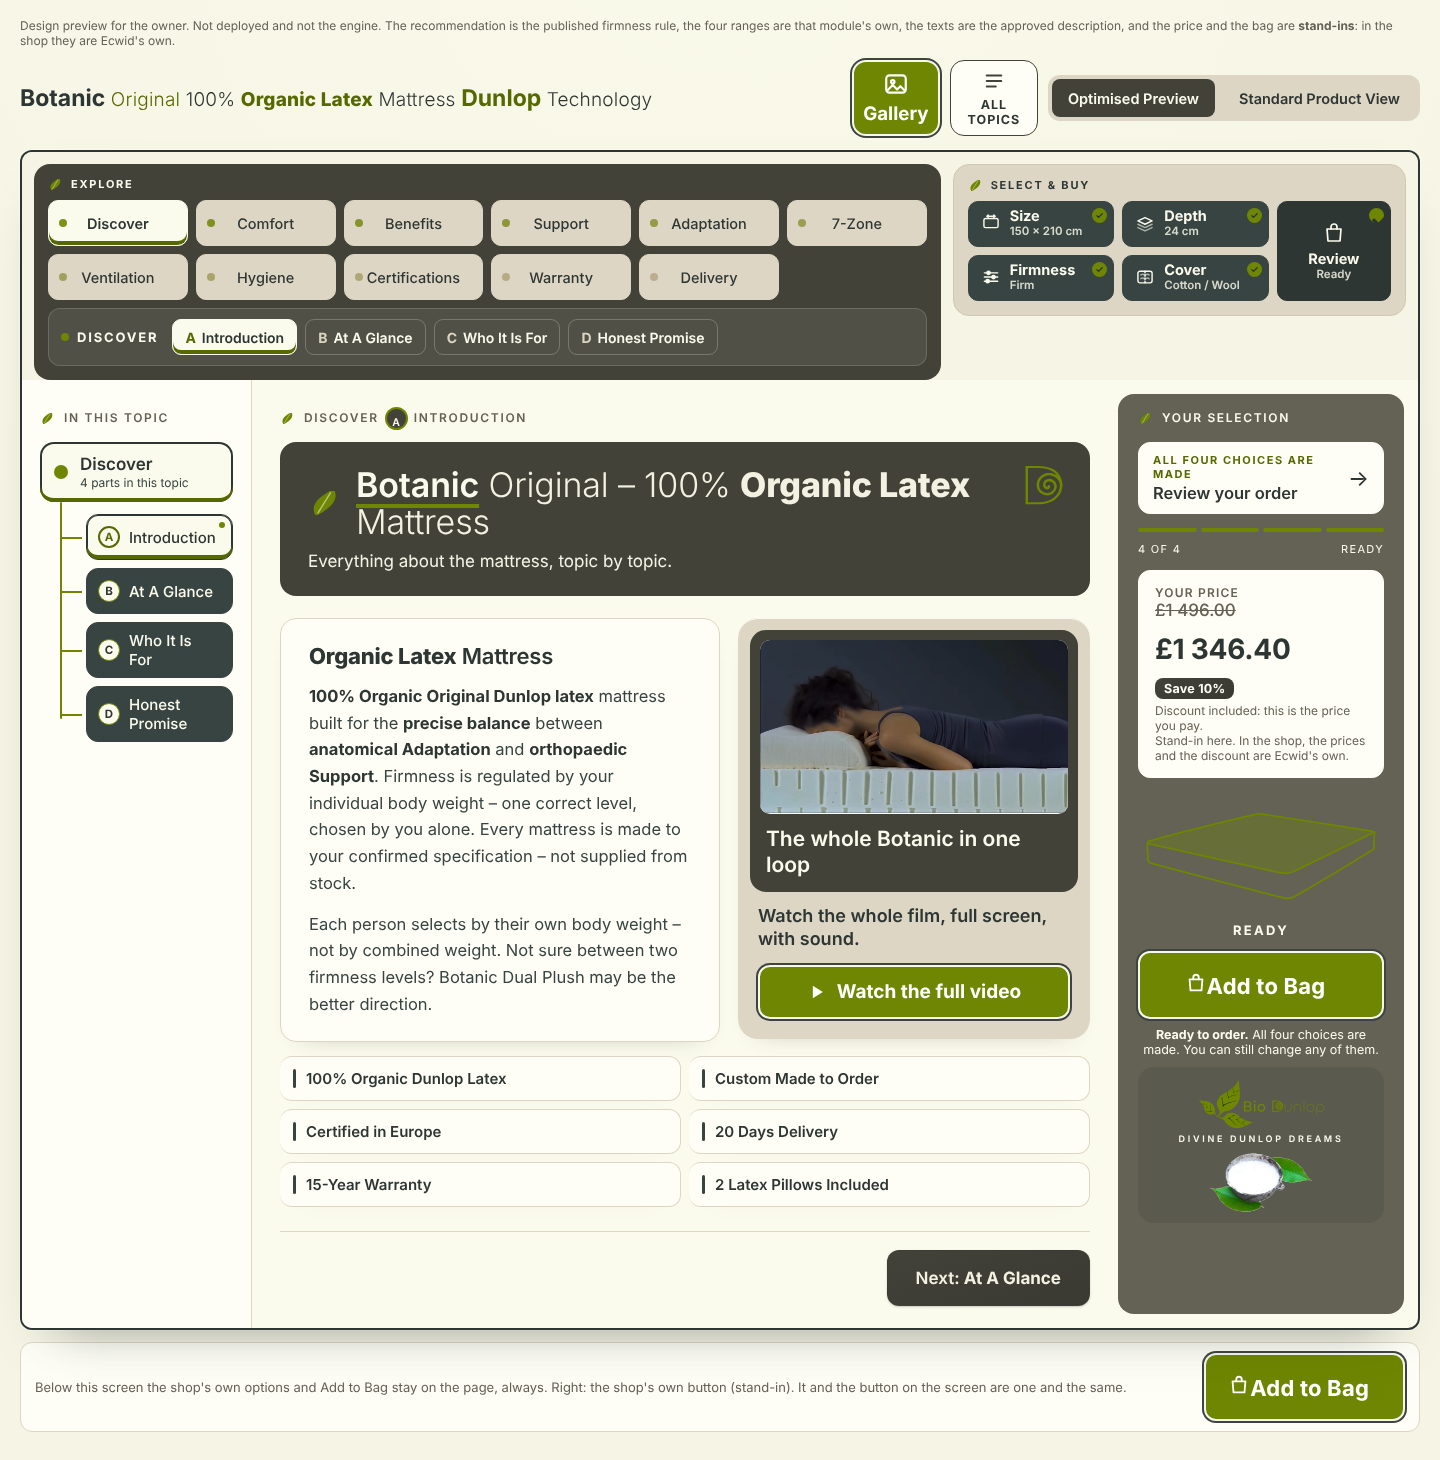 Design preview for the owner. Not deployed and not the engine. The recommendation is the published firmness rule, the four ranges are that module's own, the texts are the approved description, and the price and the bag are stand-ins: in the
shop they are Ecwid's own.
Botanic Original 100% Organic Latex Mattress Dunlop Technology
Gallery
ALL
TOPICS
Optimised Preview
Standard Product View
EXPLORE
Discover
Comfort
Benefits
Support
Adaptation
7-Zone
Ventilation
Hygiene
Certifications
Warranty
Delivery
DISCOVER
A Introduction
B At A Glance
C Who It Is For
D Honest Promise
SELECT & BUY
Size
150 × 210 cm
Depth
24 cm
Firmness
Firm
Cover
Cotton / Wool
Review
Ready
IN THIS TOPIC
Discover
4 parts in this topic
A Introduction
B At A Glance
C Who It Is
For
D Honest
Promise
DISCOVER A INTRODUCTION
Botanic Original – 100% Organic Latex
Mattress
Everything about the mattress, topic by topic.
Organic Latex Mattress
100% Organic Original Dunlop latex mattress
built for the precise balance between
anatomical Adaptation and orthopaedic
Support. Firmness is regulated by your
individual body weight – one correct level,
chosen by you alone. Every mattress is made to
your confirmed specification – not supplied from
stock.
Each person selects by their own body weight –
not by combined weight. Not sure between two
firmness levels? Botanic Dual Plush may be the
better direction.
The whole Botanic in one
loop
Watch the whole film, full screen,
with sound.
Watch the full video
100% Organic Dunlop Latex
Custom Made to Order
Certified in Europe
20 Days Delivery
15-Year Warranty
2 Latex Pillows Included
Next: At A Glance
YOUR SELECTION
ALL FOUR CHOICES ARE
MADE
Review your order
4 OF 4
READY
YOUR PRICE
£1 496.00
£1 346.40
Save 10%
Discount included: this is the price
you pay.
Stand-in here. In the shop, the prices
and the discount are Ecwid's own.
READY
Add to Bag
Ready to order. All four choices are
made. You can still change any of them.
Bio Dunlop
DIVINE DUNLOP DREAMS
Below this screen the shop's own options and Add to Bag stay on the page, always. Right: the shop's own button (stand-in). It and the button on the screen are one and the same.
Add to Bag